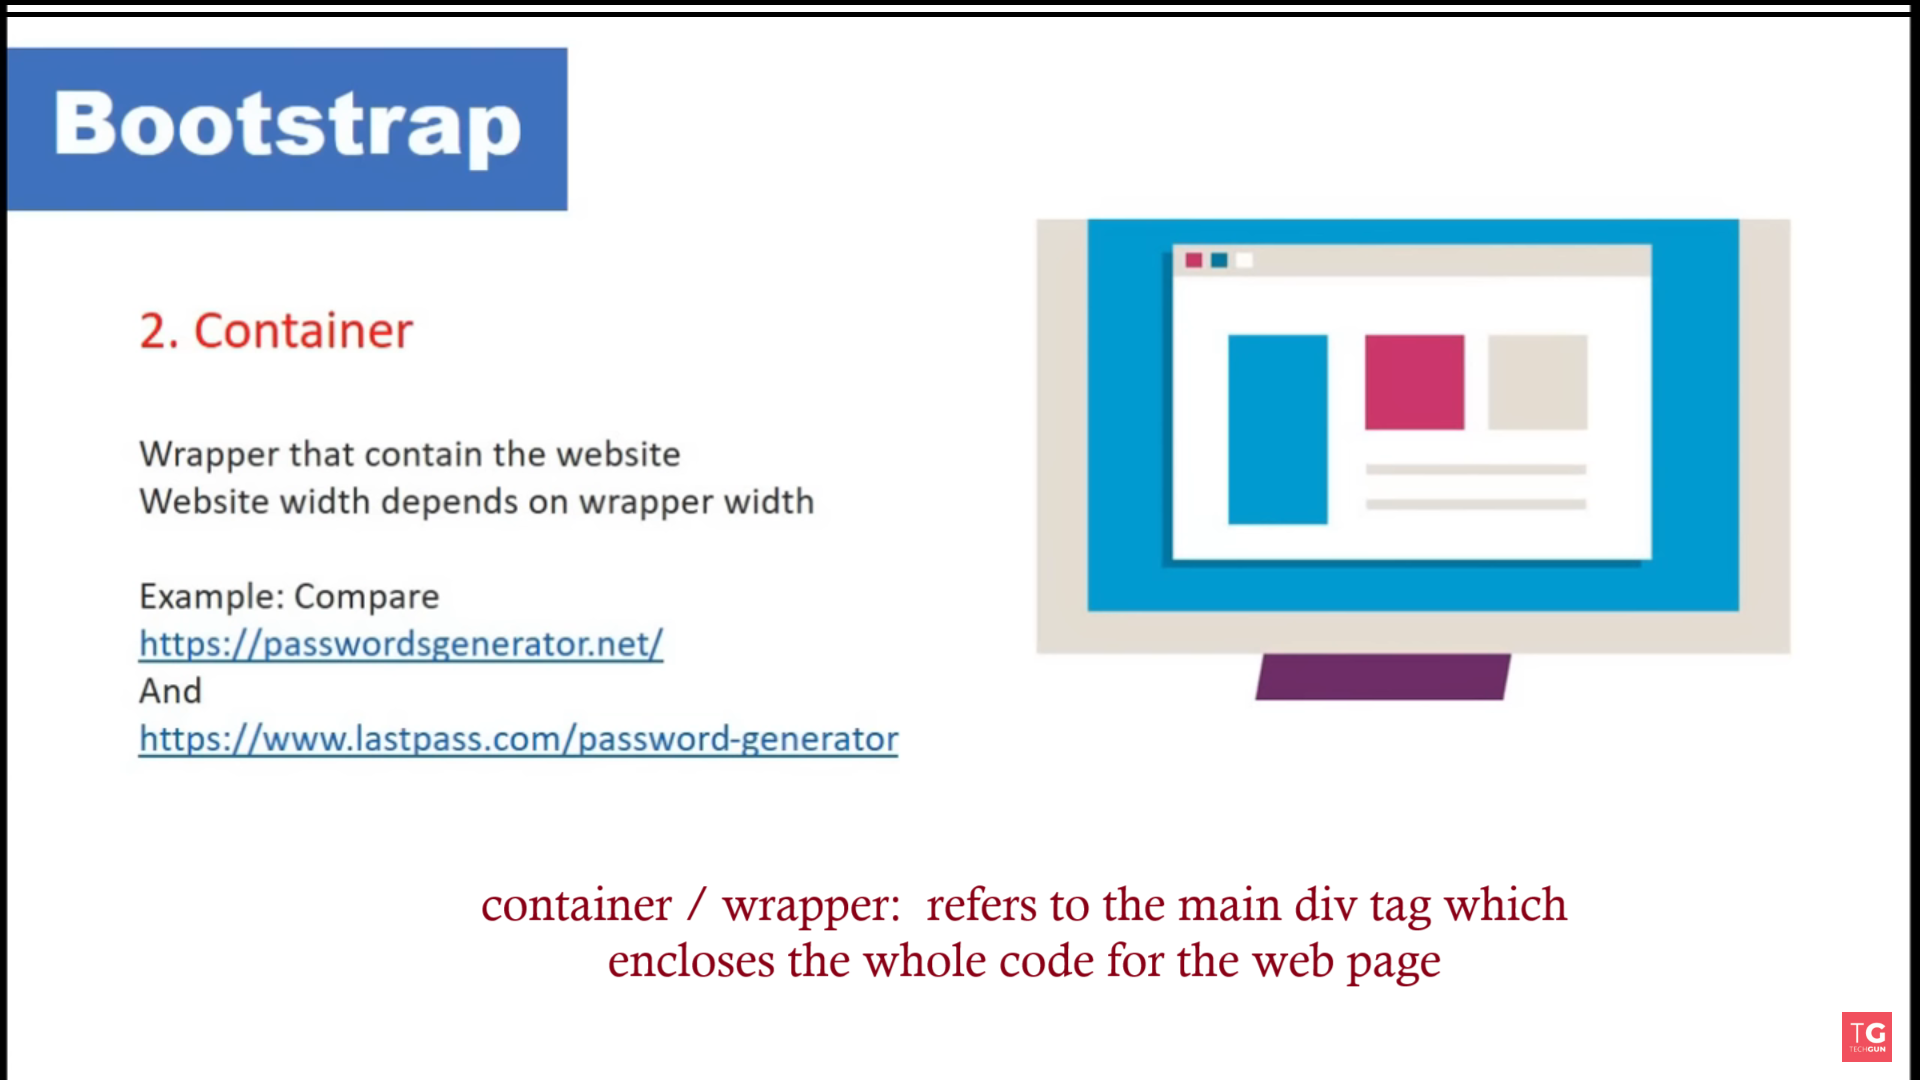 Bootstrap
2. Container
Wrapper that contain the website
Website width depends on wrapper width
Example: Compare
https://passwordsgenerator.net/
And
https://www.lastpass.com/password-generator
container / wrapper:  refers to the main div tag which
encloses the whole code for the web page
TG
TECHGUN